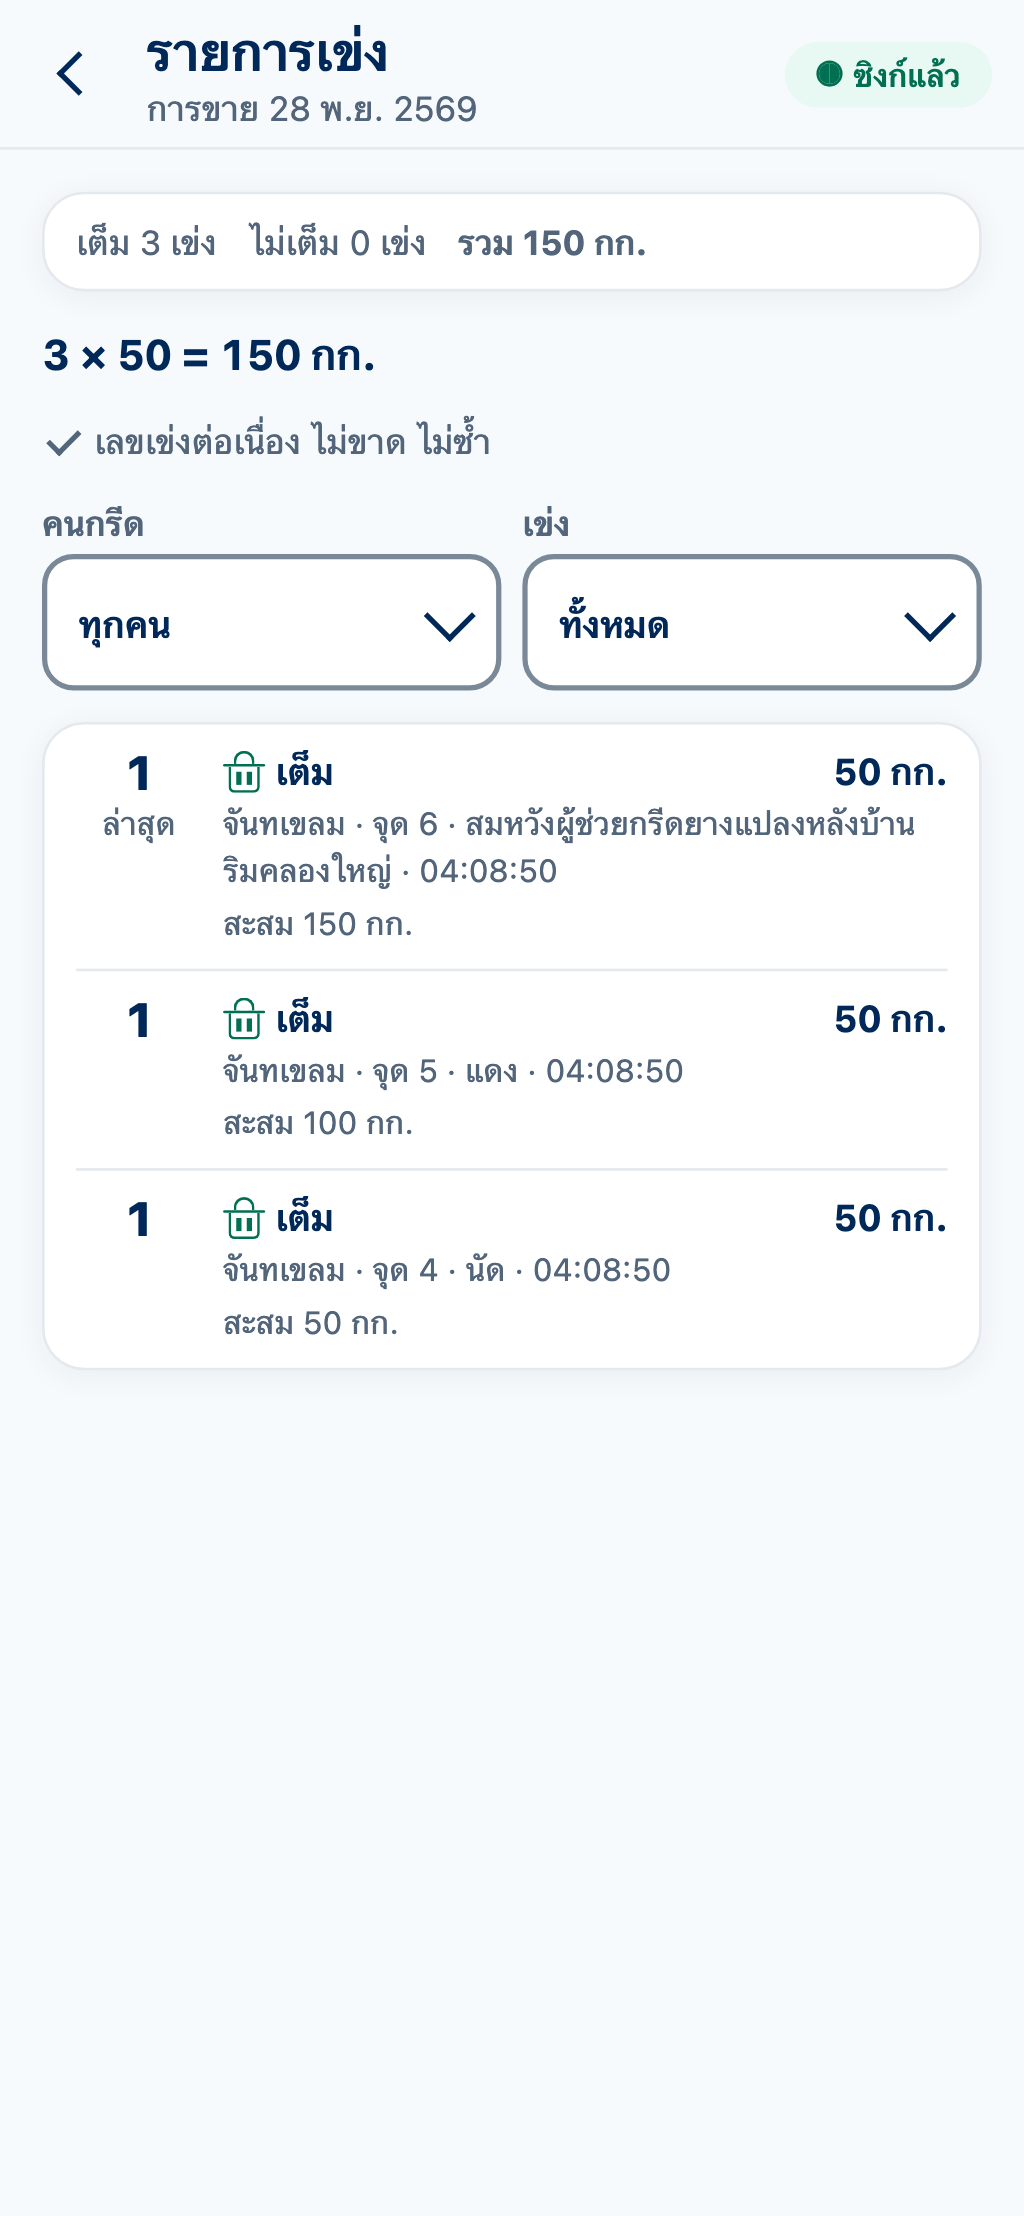 รายการเข่ง
การขาย 28 พ.ย. 2569
ซิงก์แล้ว
เต็ม 3 เข่ง ไม่เต็ม 0 เข่ง รวม 150 กก.
3 × 50 = 150 กก.
เลขเข่งต่อเนื่อง ไม่ขาด ไม่ซ้ำ
คนกรีด เข่ง
ทุกคน ทั้งหมด
1 เต็ม 50 กก.
ล่าสุด จันทเขลม · จุด 6 · สมหวังผู้ช่วยกรีดยางแปลงหลังบ้าน
ริมคลองใหญ่ · 04:08:50
สะสม 150 กก.
1 เต็ม 50 กก.
จันทเขลม · จุด 5 · แดง · 04:08:50
สะสม 100 กก.
1 เต็ม 50 กก.
จันทเขลม · จุด 4 · นัด · 04:08:50
สะสม 50 กก.